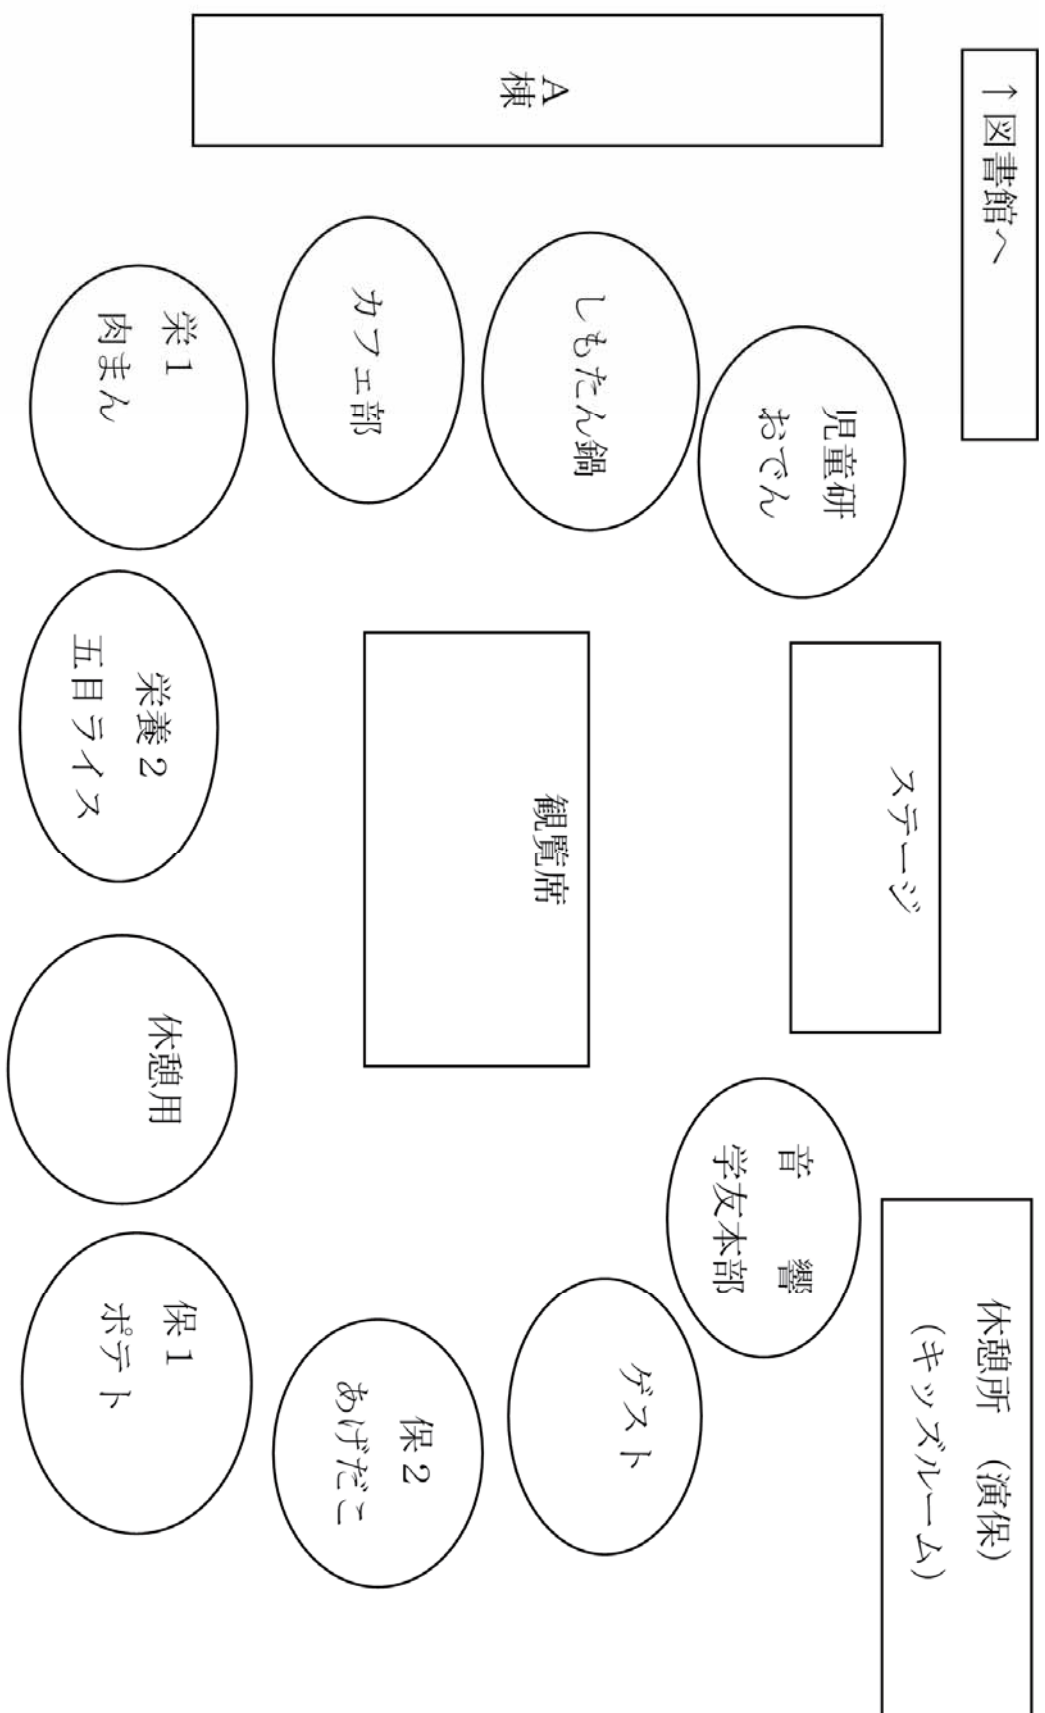 ←図書館へ
休憩所　（演保）
（キッズルーム）
ステージ
児童研
おでん
音　　響
学友本部
しもたん鍋
ゲスト
Ａ
棟
観覧席
カフェ部
保２
あげだこ
栄１
肉まん
栄養２
五目ライス
休憩用
保１
ポテト